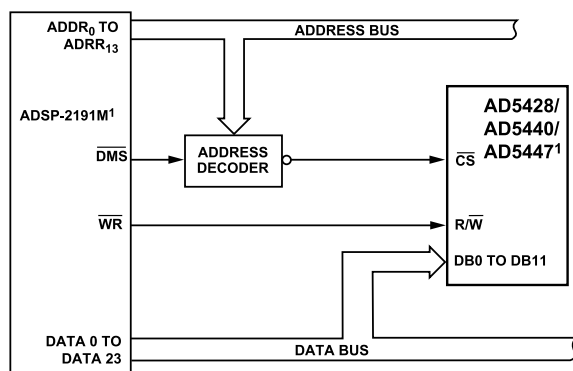 ADDR₀ TO
ADRR₁₃
ADDRESS BUS
ADSP-2191M¹
AD5428/
AD5440/
AD5447¹
DMS
ADDRESS
DECODER
CS
WR
R/W
DB0 TO DB11
DATA 0 TO
DATA 23
DATA BUS